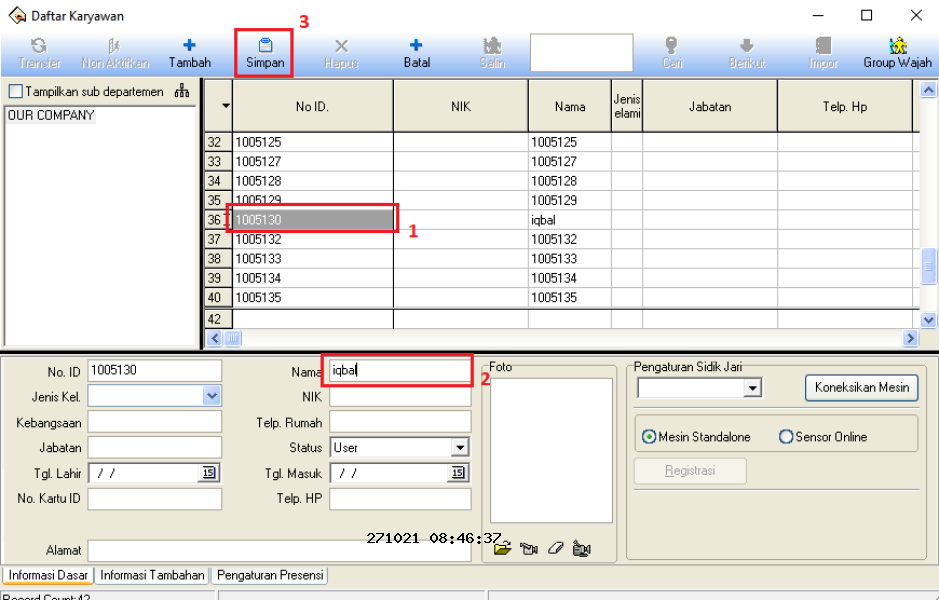 Daftar Karyawan
3
Transfer Non Aktifkan Tambah Simpan Hapus Batal Salin Cari Berikut Impor Group Wajah
Tampilkan sub departemen
OUR COMPANY
No ID. NIK Nama Jenis elami Jabatan Telp. Hp
32 1005125 1005125
33 1005127 1005127
34 1005128 1005128
35 1005129 1005129
36 1005130 iqbal
1
37 1005132 1005132
38 1005133 1005133
39 1005134 1005134
40 1005135 1005135
42
No. ID 1005130 Nama iqbal
2
Foto
Pengaturan Sidik Jari
Jenis Kel. NIK Koneksikan Mesin
Kebangsaan Telp. Rumah
Jabatan Status User Mesin Standalone Sensor Online
Tgl. Lahir / / 15 Tgl. Masuk / / 15 Registrasi
No. Kartu ID Telp. HP
271021 08:46:37
Alamat
Informasi Dasar Informasi Tambahan Pengaturan Presensi
Record Count:42